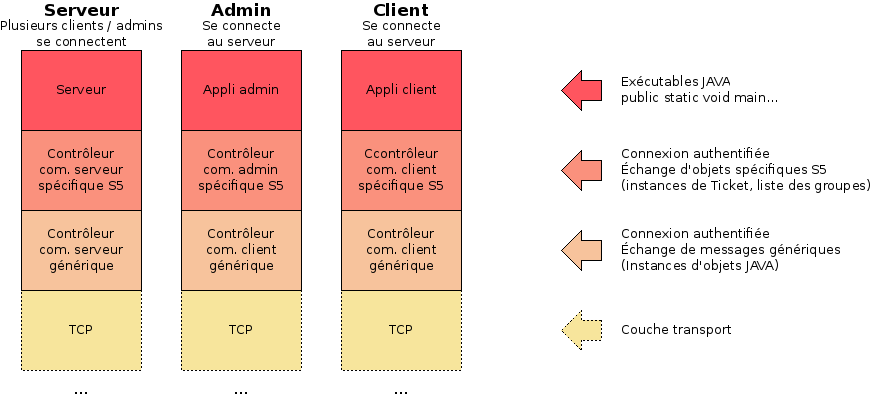 Serveur
Plusieurs clients / admins
se connectent
Admin
Se connecte
au serveur
Client
Se connecte
au serveur
Serveur
Appli admin
Appli client
Exécutables JAVA
public static void main...
Contrôleur
com. serveur
spécifique S5
Contrôleur
com. admin
spécifique S5
Ccontrôleur
com. client
spécifique S5
Connexion authentifiée
Échange d'objets spécifiques S5
(instances de Ticket, liste des groupes)
Contrôleur
com. serveur
générique
Contrôleur
com. client
générique
Contrôleur
com. client
générique
Connexion authentifiée
Échange de messages génériques
(Instances d'objets JAVA)
TCP
TCP
TCP
Couche transport
...
...
...